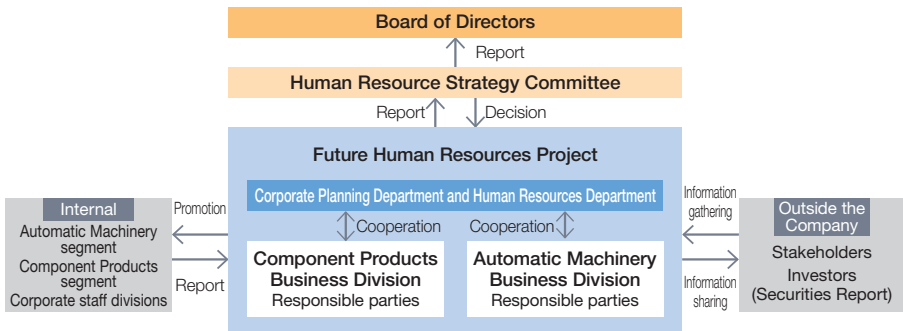 Board of Directors
Report
Human Resource Strategy Committee
Report
Decision
Future Human Resources Project
Corporate Planning Department and Human Resources Department
Cooperation
Cooperation
Component Products
Business Division
Responsible parties
Automatic Machinery
Business Division
Responsible parties
Internal
Automatic Machinery
segment
Component Products
segment
Corporate staff divisions
Promotion
Report
Information
gathering
Information
sharing
Outside the
Company
Stakeholders
Investors
(Securities Report)